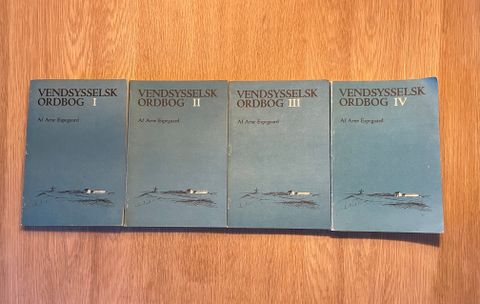 VENDSYSSELSK
ORDBOG I
Af Arne Espegaard
VENDSYSSELSK
ORDBOG II
Af Arne Espegaard
VENDSYSSELSK
ORDBOG III
Af Arne Espegaard
VENDSYSSELSK
ORDBOG IV
Af Arne Espegaard